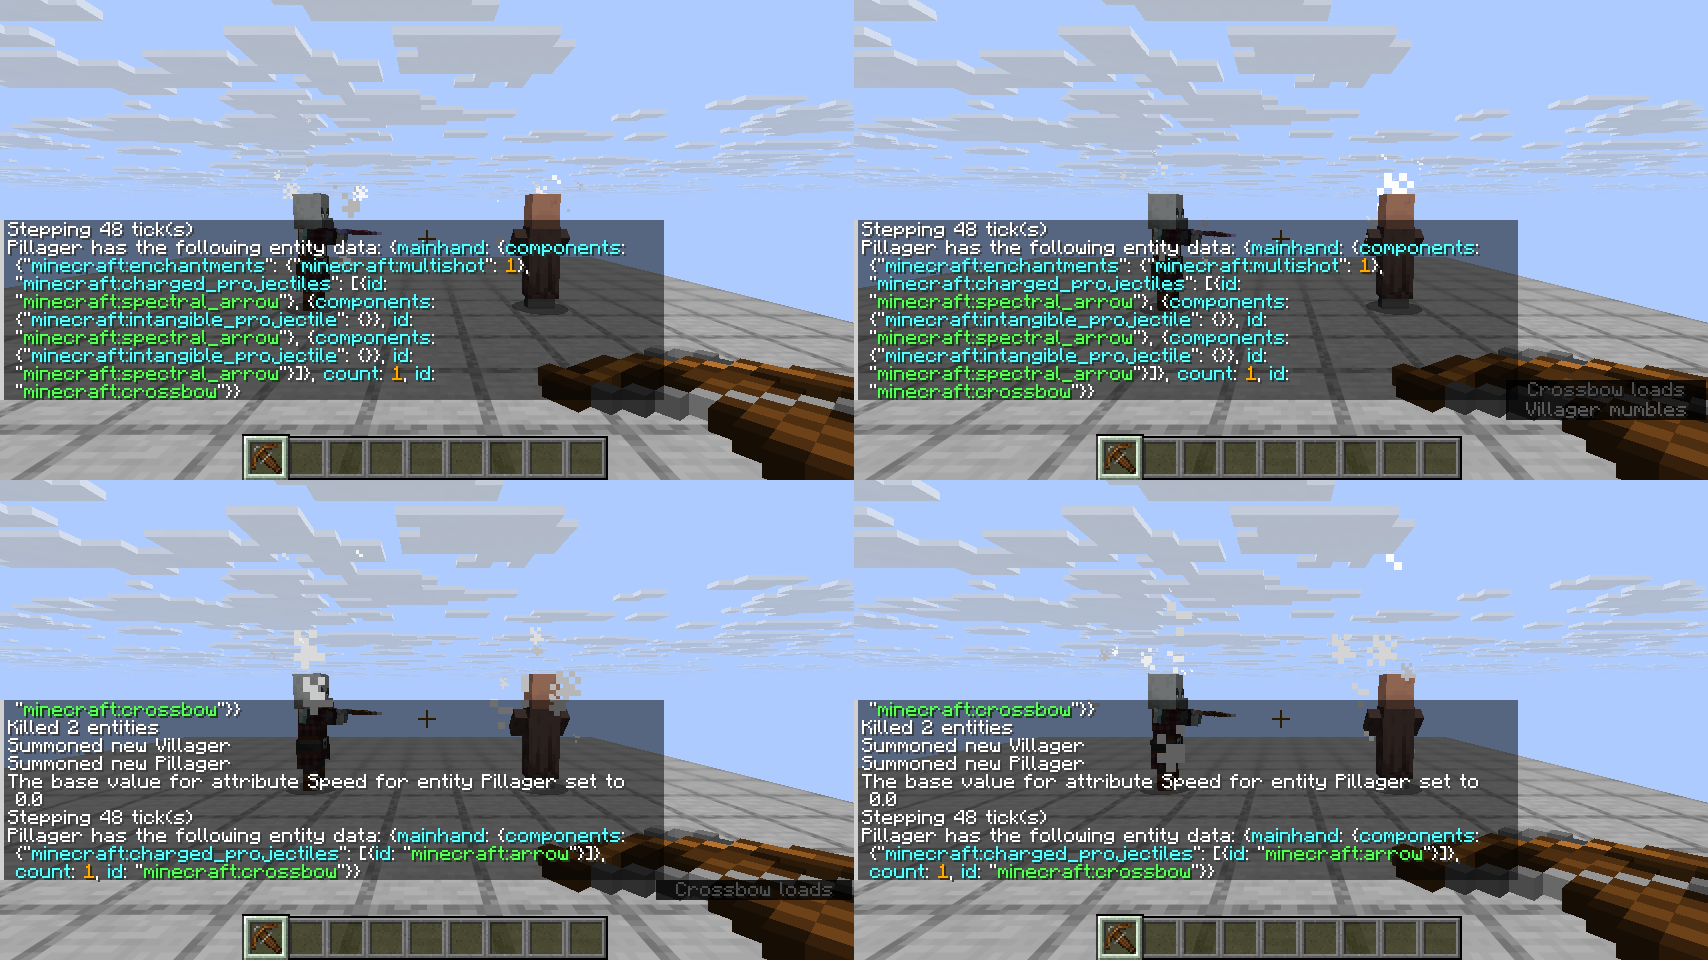 Stepping 48 tick(s)
Pillager has the following entity data: {mainhand: {components:
{"minecraft:enchantments": {"minecraft:multishot": 1},
"minecraft:charged_projectiles": [{id:
"minecraft:spectral_arrow"}, {components:
{"minecraft:intangible_projectile": {}}, id:
"minecraft:spectral_arrow"}, {components:
{"minecraft:intangible_projectile": {}}, id:
"minecraft:spectral_arrow"}]}, count: 1, id:
"minecraft:crossbow"}}
Stepping 48 tick(s)
Pillager has the following entity data: {mainhand: {components:
{"minecraft:enchantments": {"minecraft:multishot": 1},
"minecraft:charged_projectiles": [{id:
"minecraft:spectral_arrow"}, {components:
{"minecraft:intangible_projectile": {}}, id:
"minecraft:spectral_arrow"}, {components:
{"minecraft:intangible_projectile": {}}, id:
"minecraft:spectral_arrow"}]}, count: 1, id:
"minecraft:crossbow"}}
Crossbow loads
Villager mumbles
"minecraft:crossbow"}}
Killed 2 entities
Summoned new Villager
Summoned new Pillager
The base value for attribute Speed for entity Pillager set to
0.0
Stepping 48 tick(s)
Pillager has the following entity data: {mainhand: {components:
{"minecraft:charged_projectiles": [{id: "minecraft:arrow"}]},
count: 1, id: "minecraft:crossbow"}}
Crossbow loads
"minecraft:crossbow"}}
Killed 2 entities
Summoned new Villager
Summoned new Pillager
The base value for attribute Speed for entity Pillager set to
0.0
Stepping 48 tick(s)
Pillager has the following entity data: {mainhand: {components:
{"minecraft:charged_projectiles": [{id: "minecraft:arrow"}]},
count: 1, id: "minecraft:crossbow"}}